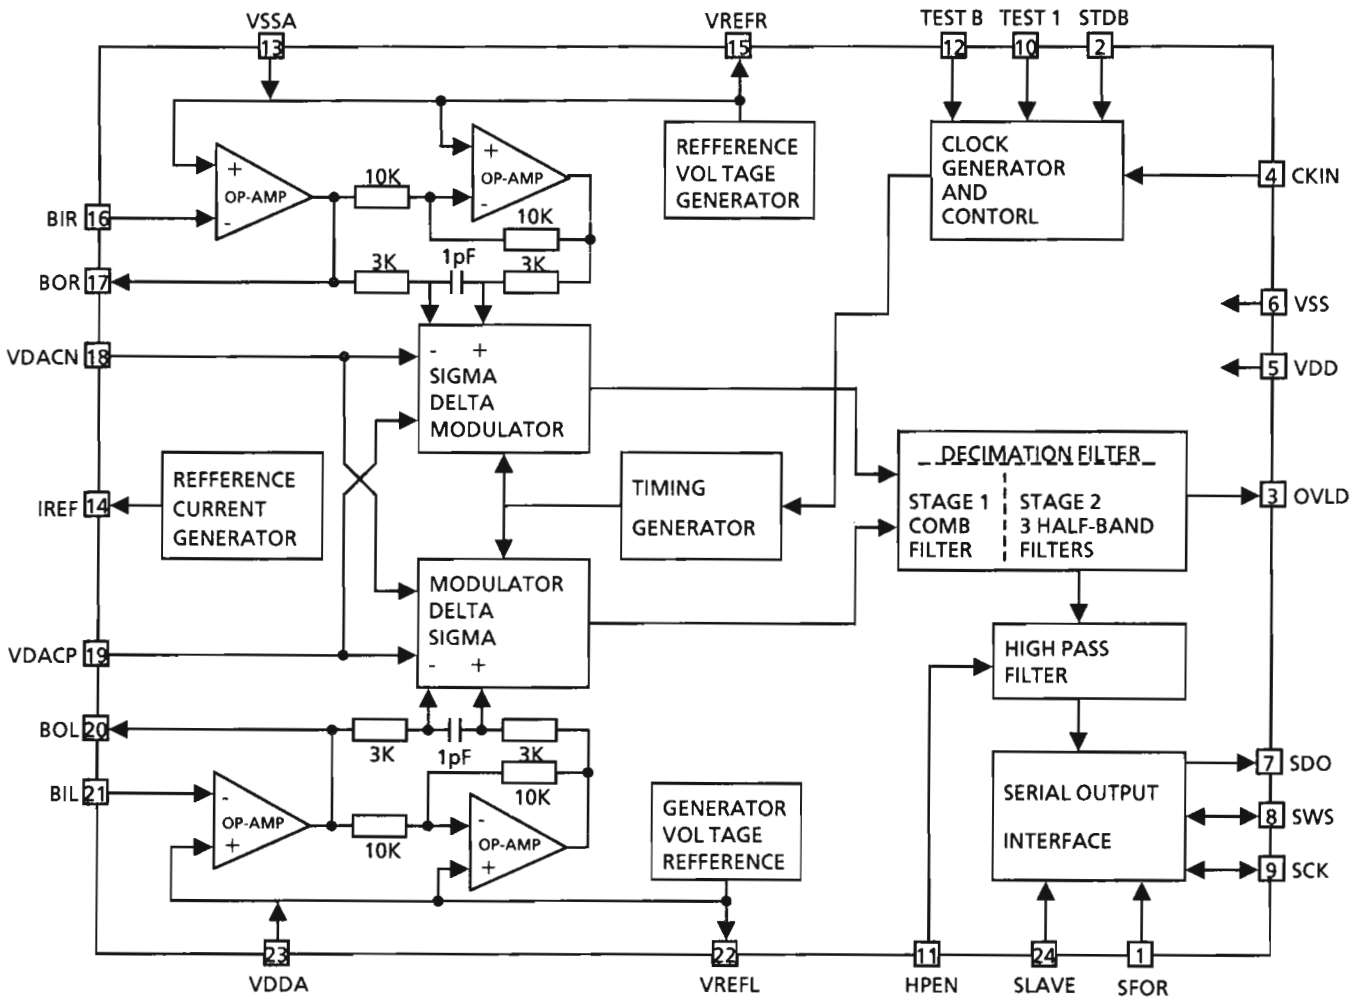 VSSA
13
VREFR
15
TEST B
12
TEST 1
10
STDB
2
+
OP-AMP
-
10K
+
OP-AMP
-
10K
REFFERENCE
VOLTAGE
GENERATOR
CLOCK
GENERATOR
AND
CONTORL
4 CKIN
BIR 16
BOR 17
3K
1pF
3K
6 VSS
VDACN 18
5 VDD
- +
SIGMA
DELTA
MODULATOR
DECIMATION FILTER
STAGE 1
COMB
FILTER
STAGE 2
3 HALF-BAND
FILTERS
3 OVLD
IREF 14
REFFERENCE
CURRENT
GENERATOR
TIMING
GENERATOR
MODULATOR
DELTA
SIGMA
- +
HIGH PASS
FILTER
VDACP 19
BOL 20
3K
1pF
3K
10K
BIL 21
-
OP-AMP
+
10K
-
OP-AMP
+
GENERATOR
VOLTAGE
REFFERENCE
SERIAL OUTPUT
INTERFACE
7 SDO
8 SWS
9 SCK
23
VDDA
22
VREFL
11
HPEN
24
SLAVE
1
SFOR